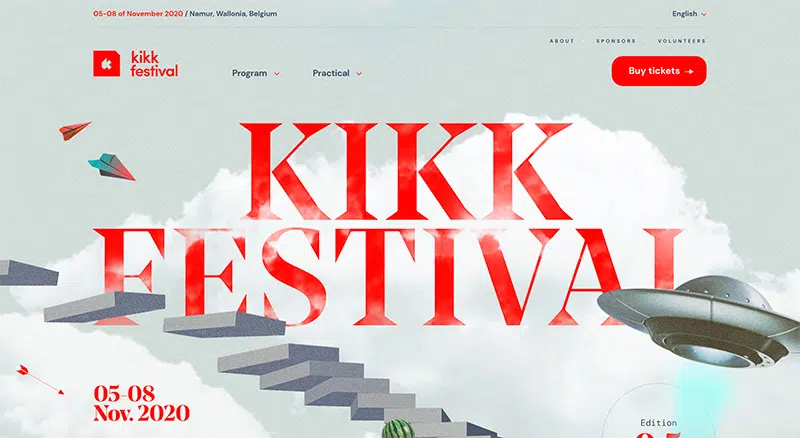 05-08 of November 2020 / Namur, Wallonia, Belgium
English
ABOUT SPONSORS VOLUNTEERS
kikk
festival
Program
Practical
Buy tickets
KIKK
FESTIVAL
05-08
Nov. 2020
Edition